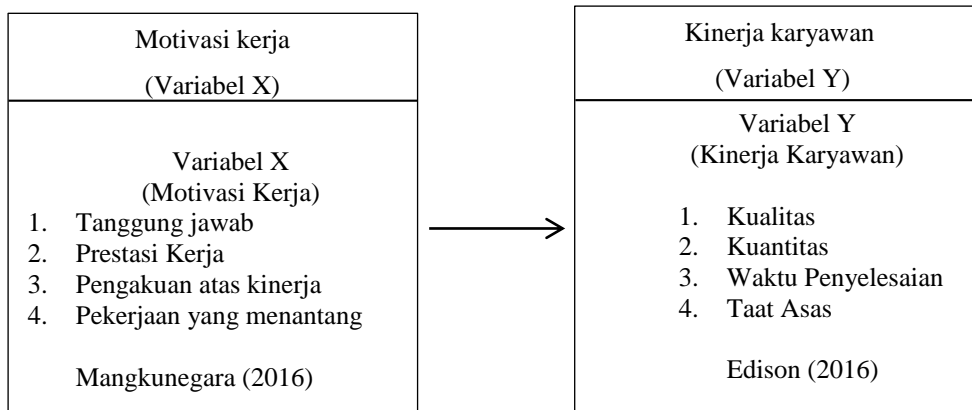 Motivasi kerja
(Variabel X)
Variabel X
(Motivasi Kerja)
1. Tanggung jawab
2. Prestasi Kerja
3. Pengakuan atas kinerja
4. Pekerjaan yang menantang
Mangkunegara (2016)
Kinerja karyawan
(Variabel Y)
Variabel Y
(Kinerja Karyawan)
1. Kualitas
2. Kuantitas
3. Waktu Penyelesaian
4. Taat Asas
Edison (2016)